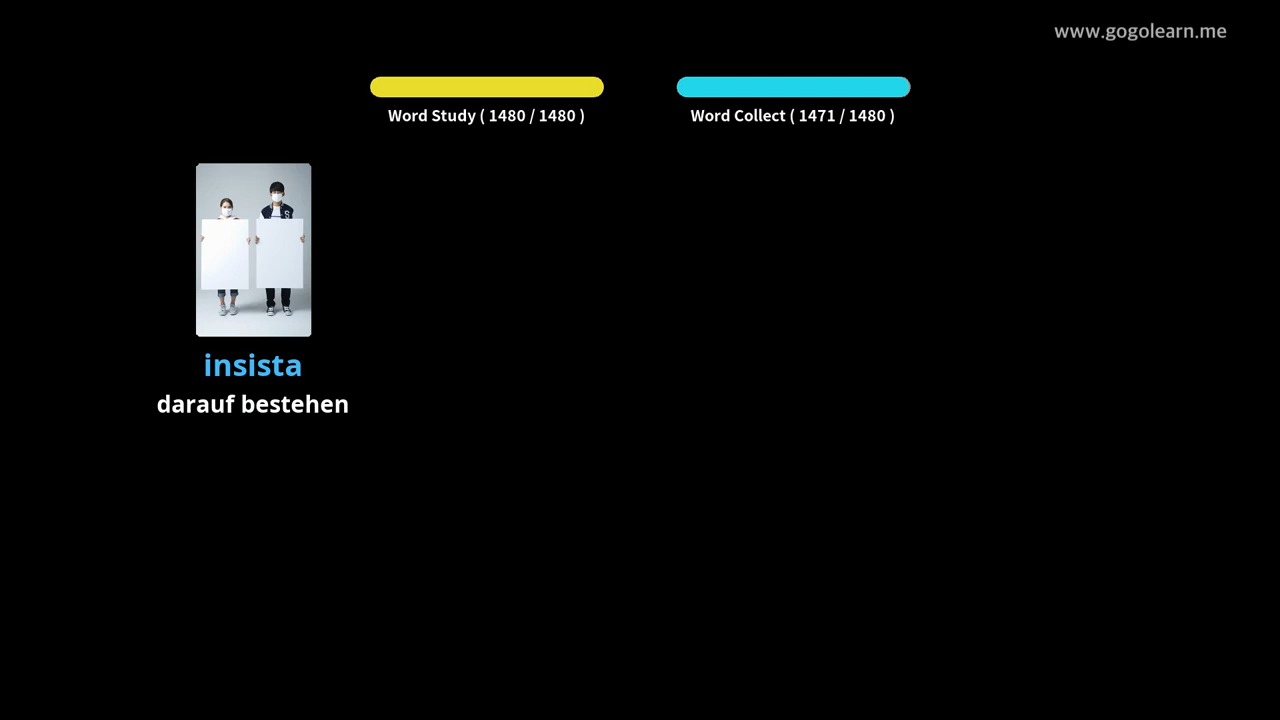 www.gogolearn.me
Word Study ( 1480 / 1480 )
Word Collect ( 1471 / 1480 )
insista
darauf bestehen